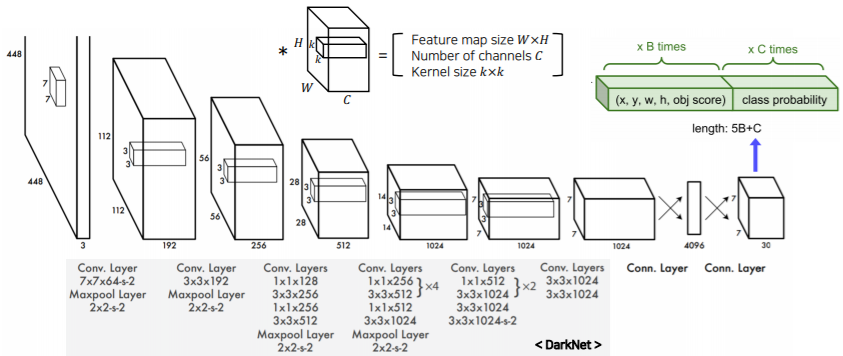 * H k k W C = Feature map size W×H
Number of channels C
Kernel size k×k
x B times x C times
(x, y, w, h, obj score) class probability
length: 5B+C
448
7
7
448
3
112
3
3
112
192
56
3
3
56
256
28
3
3
28
512
14
3
3
14
1024
7
3
3
7
1024
7
7
1024
4096
7
7
30
Conv. Layer
7x7x64-s-2
Maxpool Layer
2x2-s-2
Conv. Layer
3x3x192
Maxpool Layer
2x2-s-2
Conv. Layers
1x1x128
3x3x256
1x1x256
3x3x512
Maxpool Layer
2x2-s-2
Conv. Layers
1x1x256
3x3x512 }×4
1x1x512
3x3x1024
Maxpool Layer
2x2-s-2
Conv. Layers
1x1x512
3x3x1024 }×2
3x3x1024
3x3x1024-s-2
Conv. Layers
3x3x1024
3x3x1024
Conn. Layer
Conn. Layer
< DarkNet >